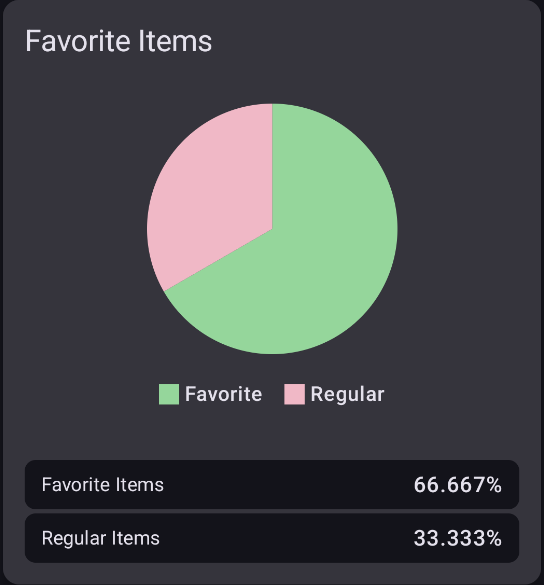 Favorite Items
Favorite Regular
Favorite Items 66.667%
Regular Items 33.333%